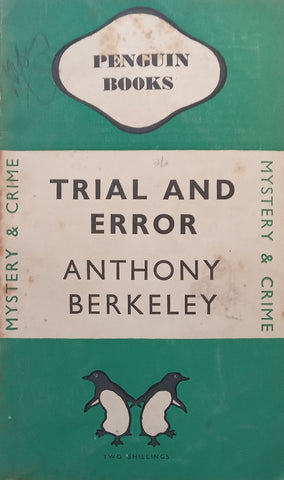 PENGUIN
BOOKS
MYSTERY & CRIME
TRIAL AND
ERROR
ANTHONY
BERKELEY
MYSTERY & CRIME
TWO SHILLINGS